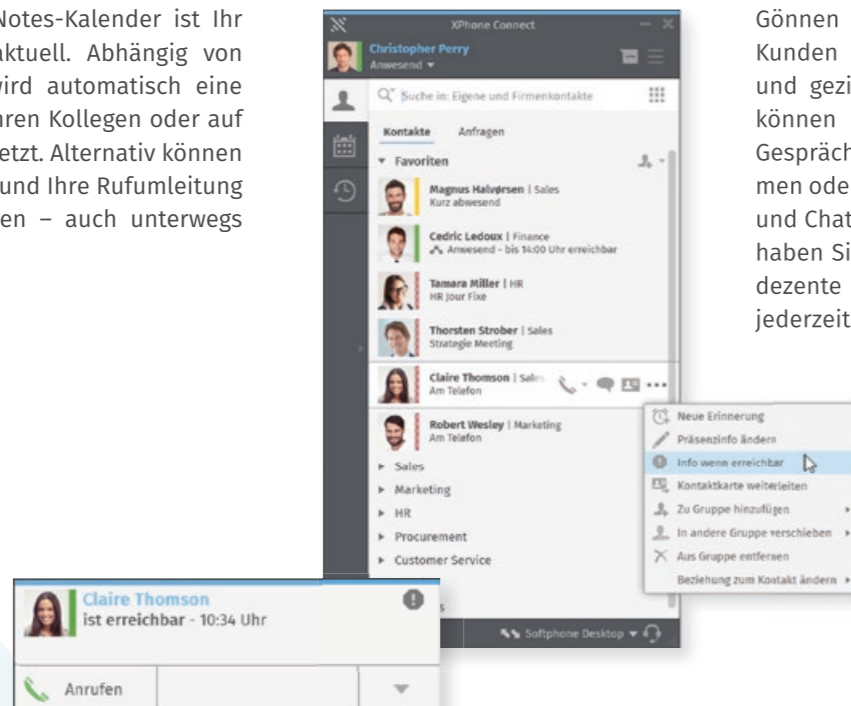 Notes-Kalender ist Ihr
aktuell. Abhängig von
wird automatisch eine
Ihren Kollegen oder auf
etzt. Alternativ können
und Ihre Rufumleitung
en – auch unterwegs
XPhone Connect
Christopher Perry
Anwesend
Suche in: Eigene und Firmenkontakte
Kontakte Anfragen
Favoriten
Magnus Halvørsen | Sales
Kurz abwesend
Cedric Ledoux | Finance
Anwesend - bis 14:00 Uhr erreichbar
Tamara Miller | HR
HR Jour Fixe
Thorsten Strober | Sales
Strategie Meeting
Claire Thomson | Sales
Am Telefon
Robert Wesley | Marketing
Am Telefon
Sales
Marketing
HR
Procurement
Customer Service
s
Softphone Desktop
Neue Erinnerung
Präsenzinfo ändern
Info wenn erreichbar
Kontaktkarte weiterleiten
Zu Gruppe hinzufügen
In andere Gruppe verschieben
Aus Gruppe entfernen
Beziehung zum Kontakt ändern
Claire Thomson
ist erreichbar - 10:34 Uhr
Anrufen
Gönnen
Kunden
und gezi
können
Gespräch
men ode
und Chat
haben Si
dezente
jederzeit